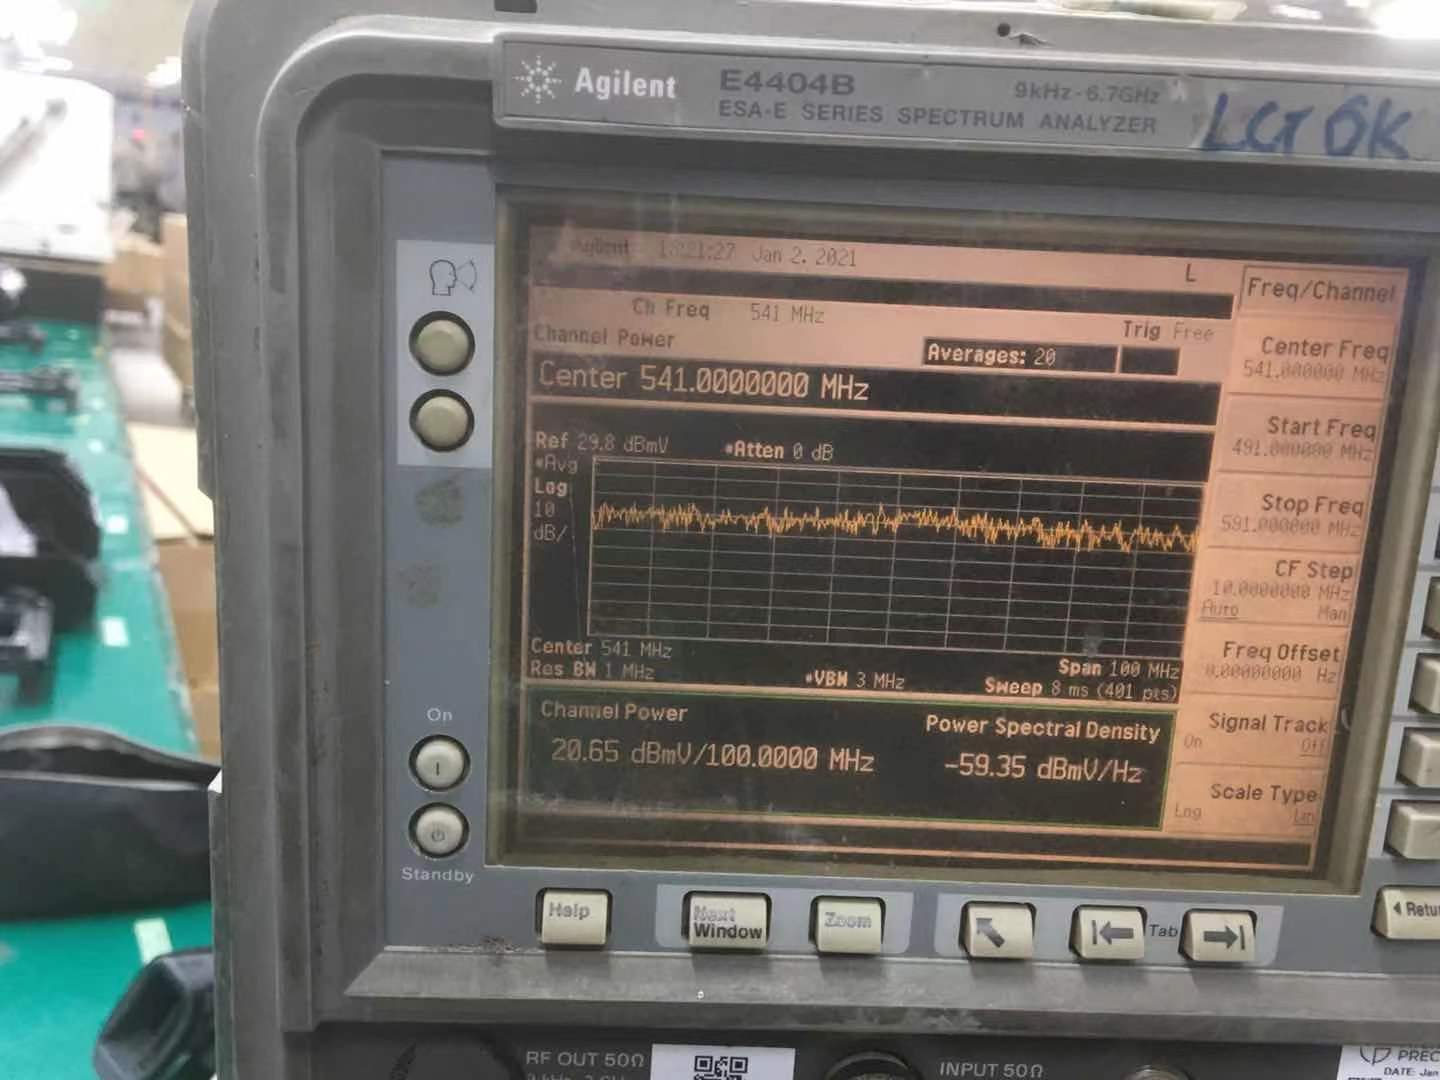 Agilent E4404B 9kHz-6.7GHz
ESA-E SERIES SPECTRUM ANALYZER
LCT OK
Agilent 18:21:27 Jan 2, 2021
L
Freq/Channel
Ch Freq 541 MHz
Trig Free
Channel Power
Averages: 20
Center 541.0000000 MHz
Center Freq
541.000000 MHz
Start Freq
491.000000 MHz
Stop Freq
591.000000 MHz
CF Step
10.0000000 MHz
Auto Man
Freq Offset
0.00000000 Hz
Signal Track
On Off
Scale Type
Log Lin
Ref 29.8 dBmV *Atten 0 dB
*Avg
Log
10
dB/
Center 541 MHz Span 100 MHz
Res BW 1 MHz *VBW 3 MHz Sweep 8 ms (401 pts)
Channel Power
20.65 dBmV/100.0000 MHz
Power Spectral Density
-59.35 dBmV/Hz
On
Standby
Help
Next
Window
Zoom
Tab
RF OUT 50Ω
INPUT 50Ω
DATE: Jan